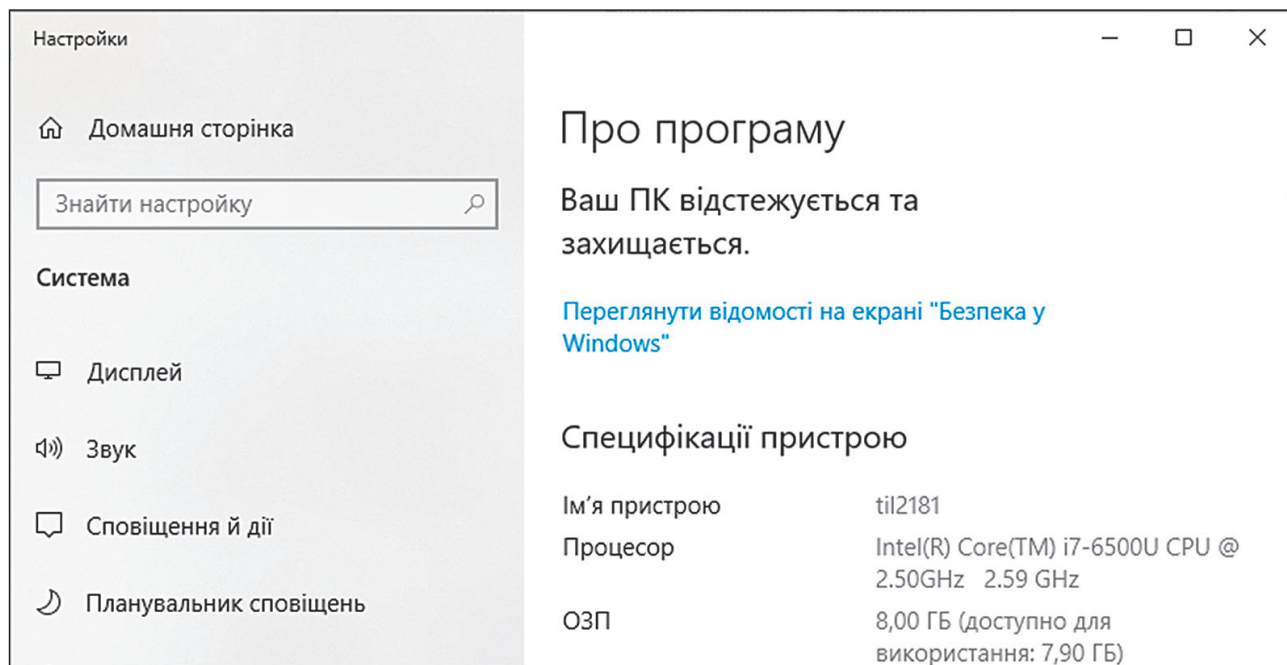 Настройки
Домашня сторінка
Знайти настройку
Система
Дисплей
Звук
Сповіщення й дії
Планувальник сповіщень
Про програму
Ваш ПК відстежується та
захищається.
Переглянути відомості на екрані "Безпека у
Windows"
Специфікації пристрою
Ім’я пристрою til2181
Процесор Intel(R) Core(TM) i7-6500U CPU @
2.50GHz 2.59 GHz
ОЗП 8,00 ГБ (доступно для
використання: 7,90 ГБ)